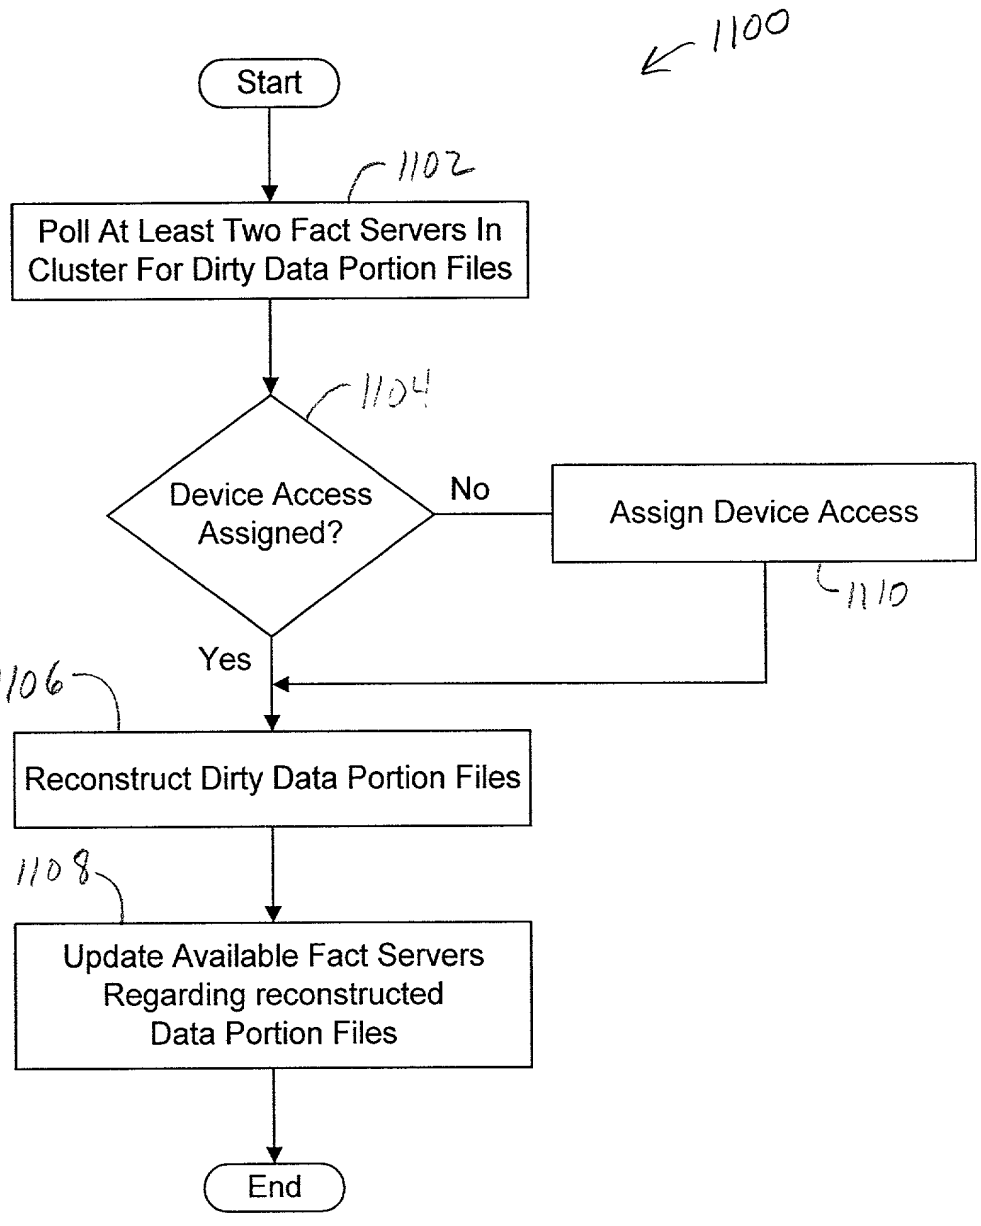 1100
Start
1102
Poll At Least Two Fact Servers In
Cluster For Dirty Data Portion Files
1104
Device Access
Assigned?
No
Assign Device Access
1110
Yes
1106
Reconstruct Dirty Data Portion Files
1108
Update Available Fact Servers
Regarding reconstructed
Data Portion Files
End